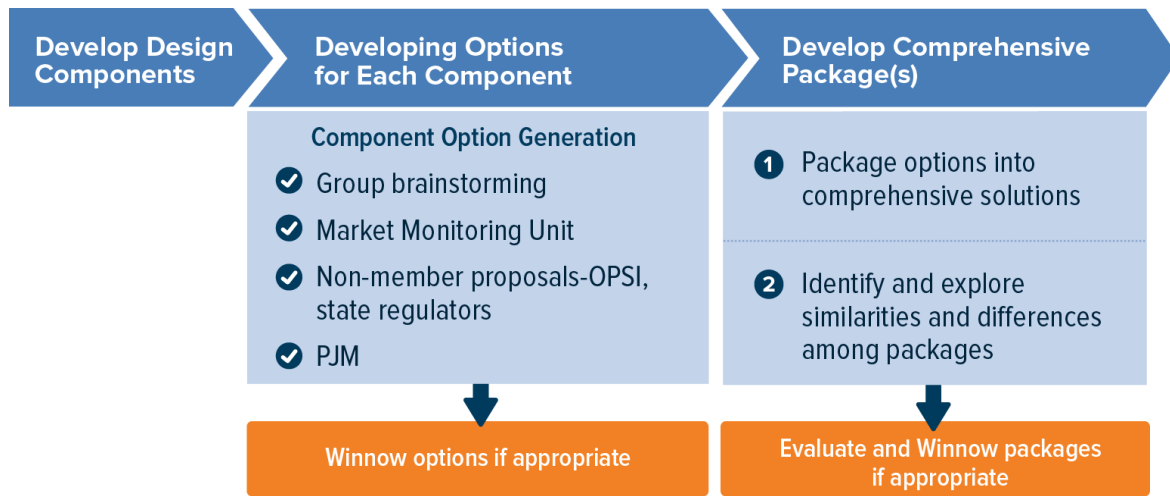 Develop Design
Components
Developing Options
for Each Component
Develop Comprehensive
Package(s)
Component Option Generation
Group brainstorming
Market Monitoring Unit
Non-member proposals-OPSI,
state regulators
PJM
Winnow options if appropriate
1 Package options into
comprehensive solutions
2 Identify and explore
similarities and differences
among packages
Evaluate and Winnow packages
if appropriate